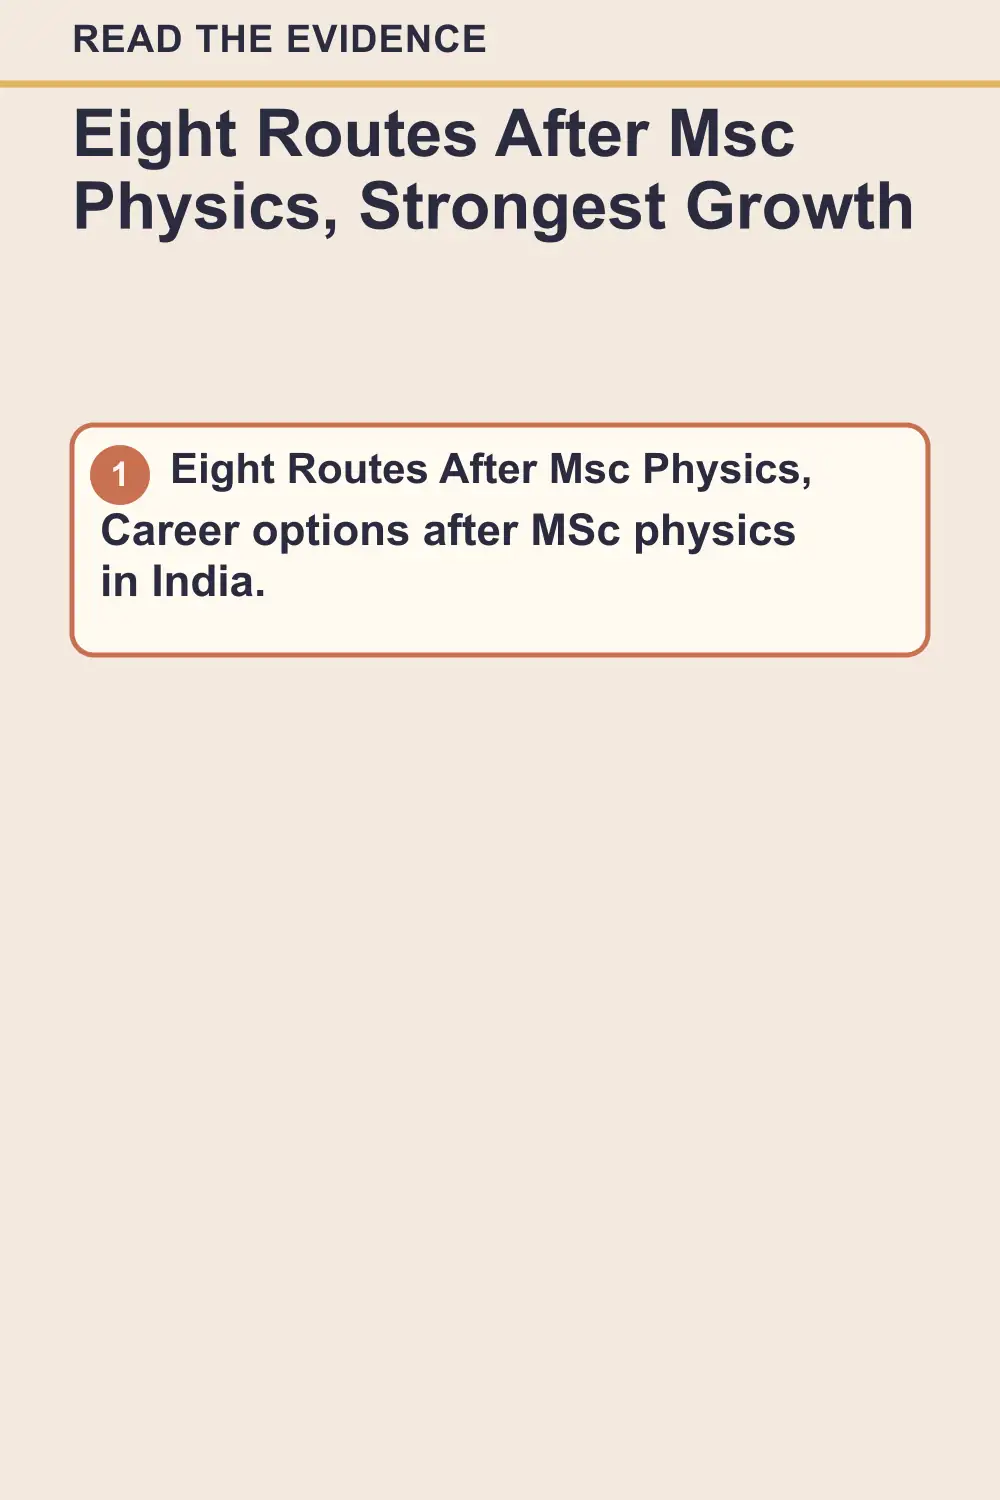 READ THE EVIDENCE
Eight Routes After Msc
Physics, Strongest Growth
1 Eight Routes After Msc Physics,
Career options after MSc physics
in India.